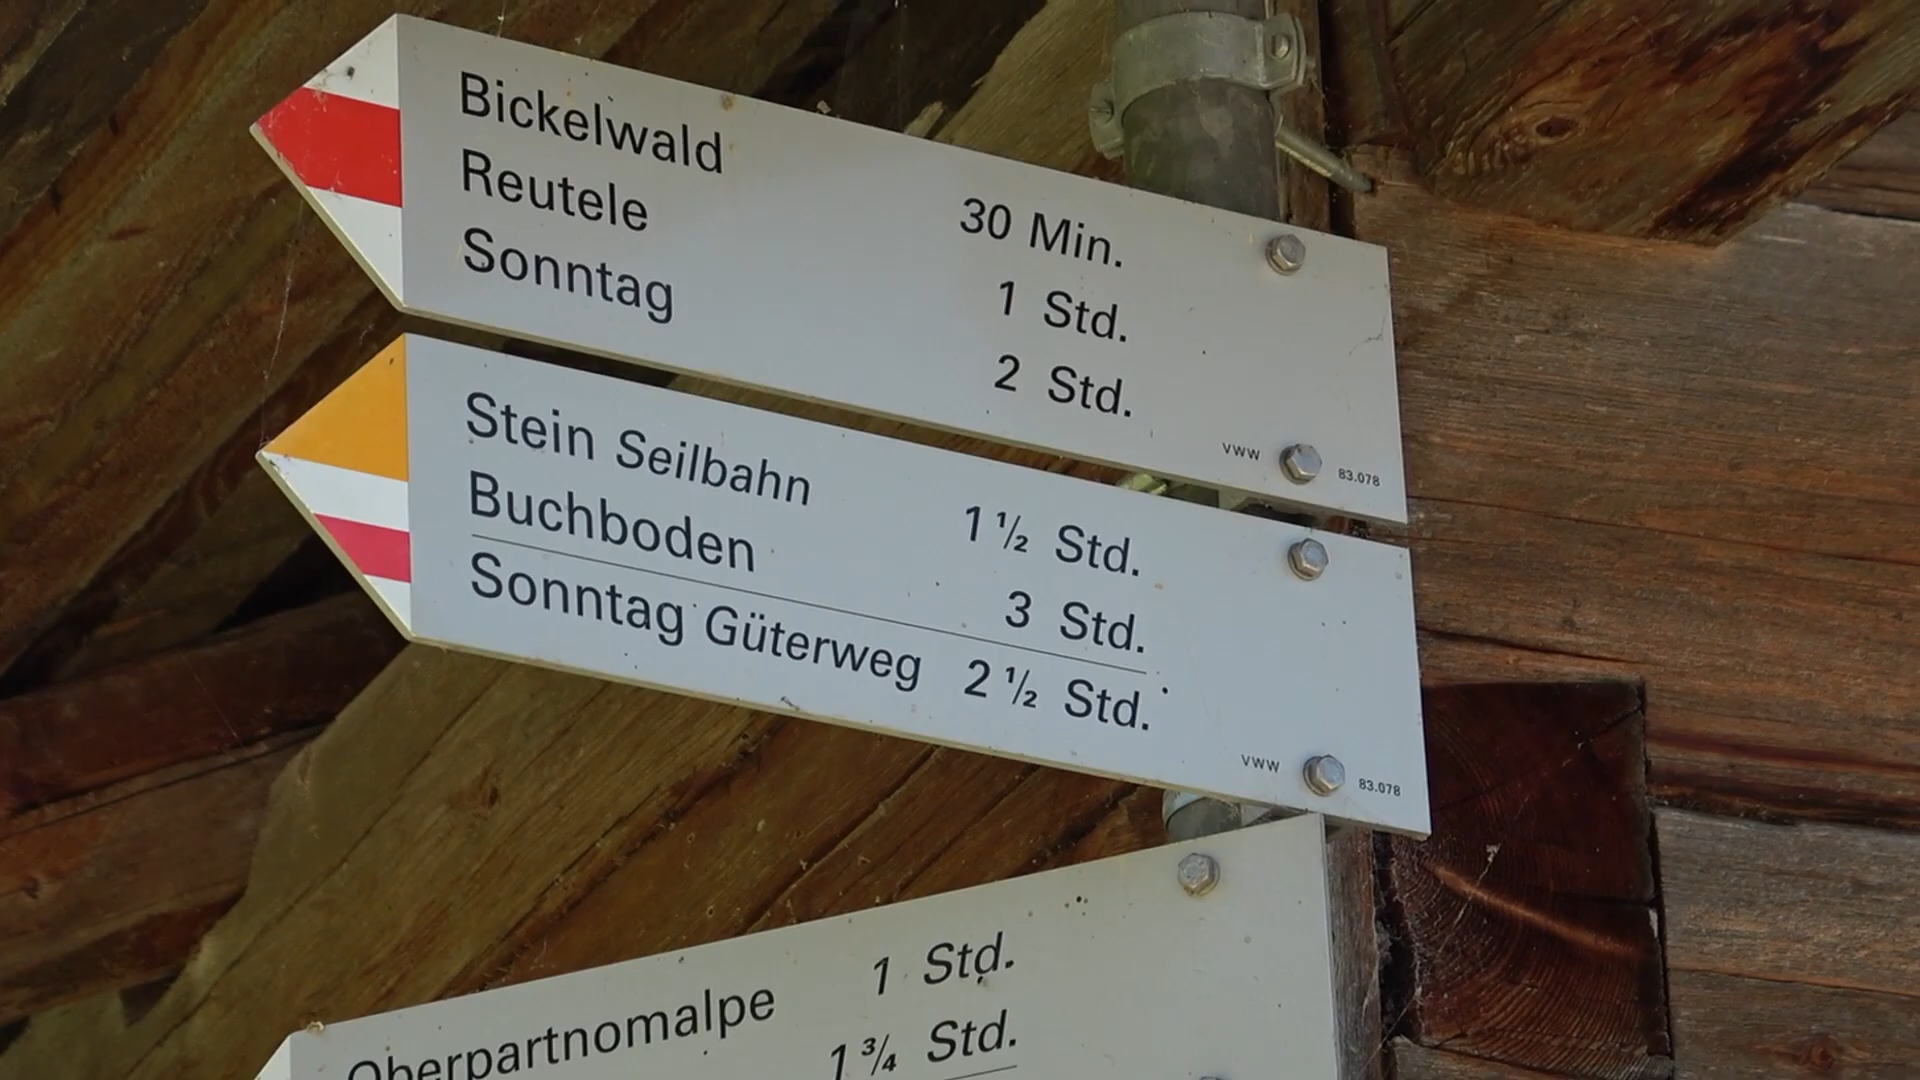 Bickelwald 30 Min.
Reutele 1 Std.
Sonntag 2 Std.
VWW 83.078
Stein Seilbahn 1 ½ Std.
Buchboden 3 Std.
Sonntag Güterweg 2 ½ Std.
VWW 83.078
Oberpartnomalpe 1 Std.
1 ¾ Std.